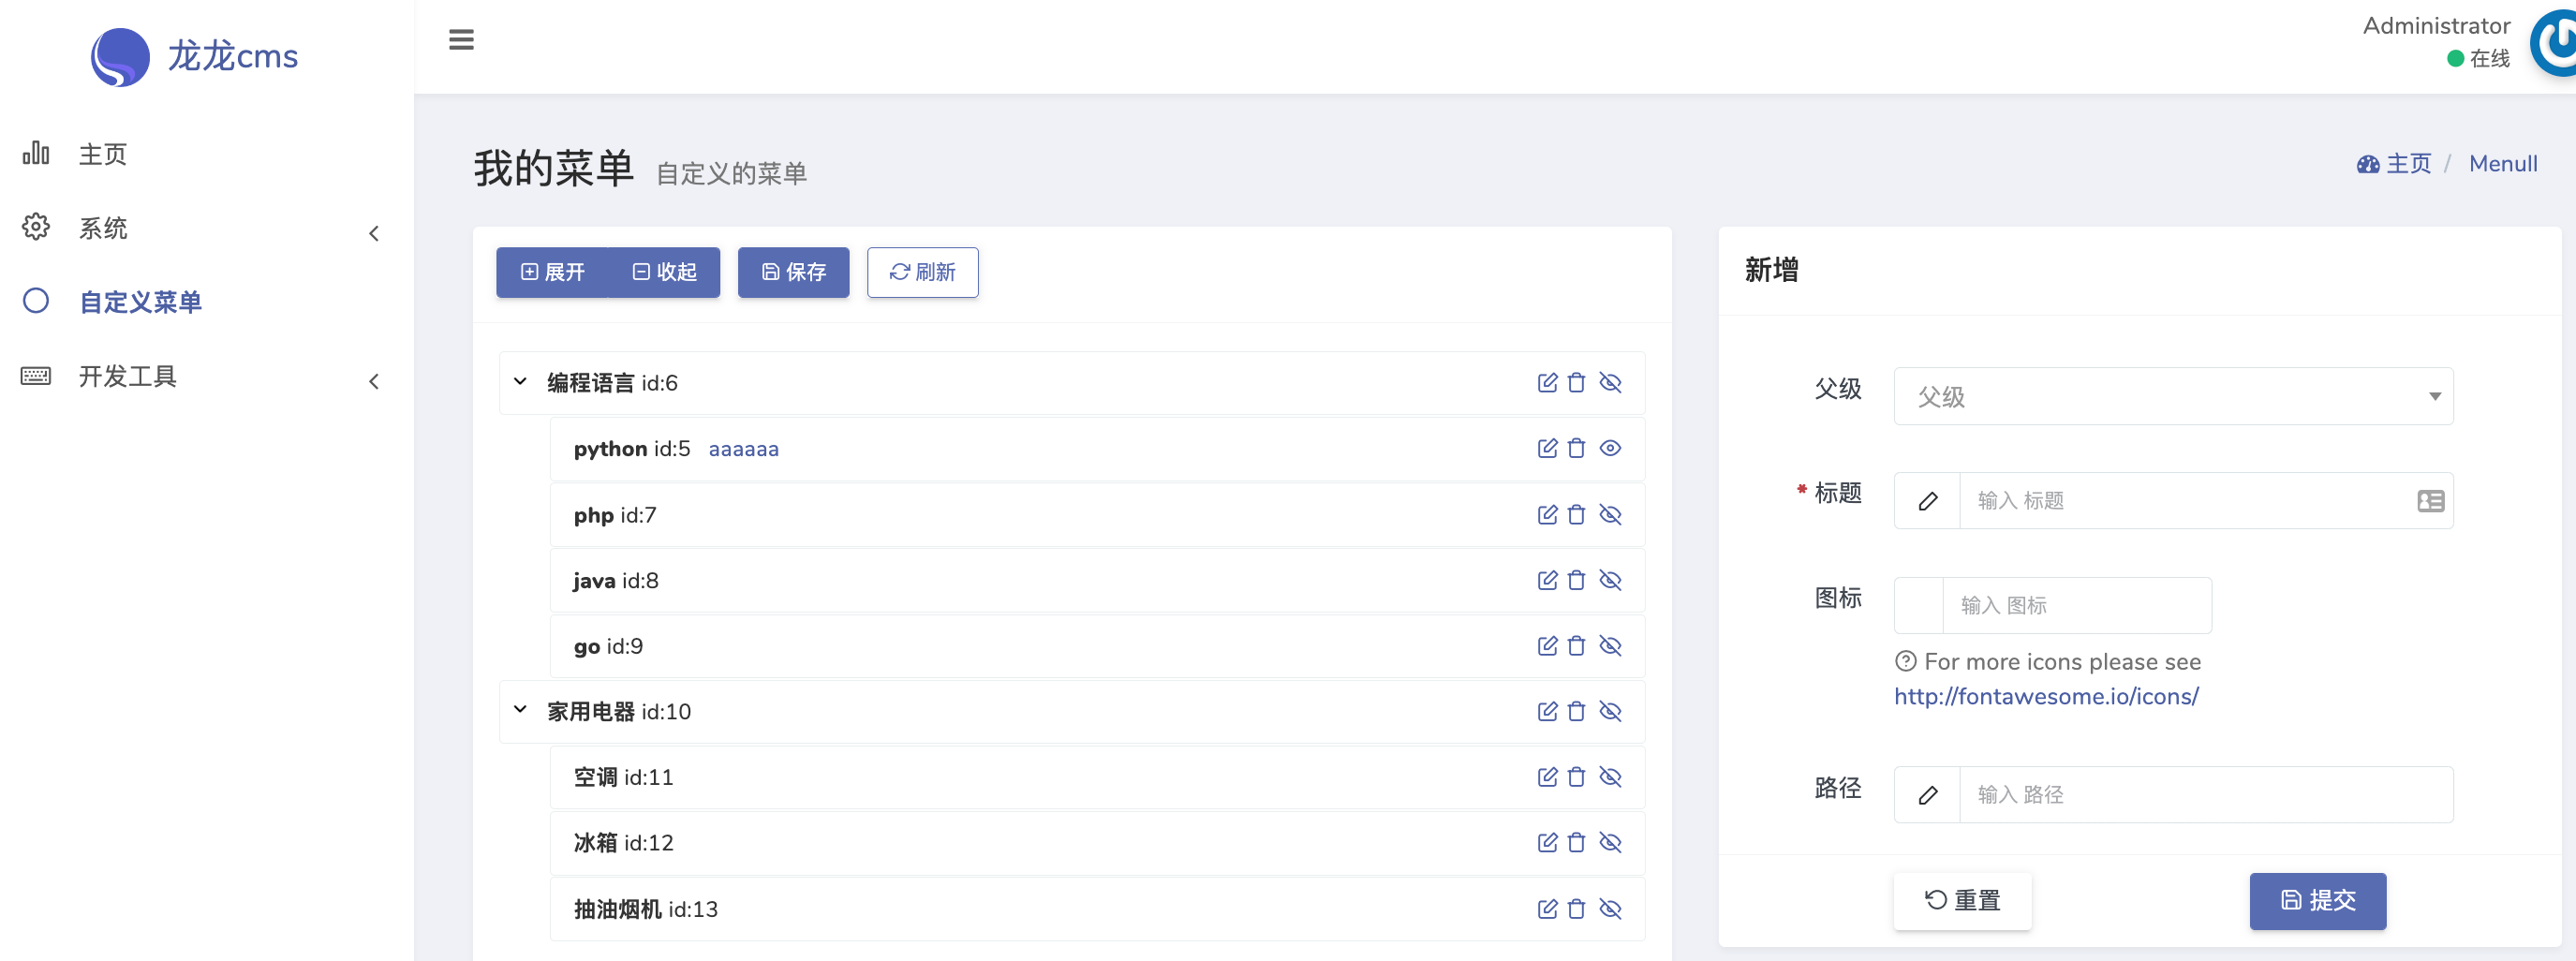 龙龙cms
Administrator
在线
主页
系统
自定义菜单
开发工具
我的菜单 自定义的菜单
主页 / Menull
展开 收起 保存 刷新
编程语言 id:6
python id:5 aaaaaa
php id:7
java id:8
go id:9
家用电器 id:10
空调 id:11
冰箱 id:12
抽油烟机 id:13
新增
父级 父级
* 标题 输入 标题
图标 输入 图标
For more icons please see
http://fontawesome.io/icons/
路径 输入 路径
重置 提交